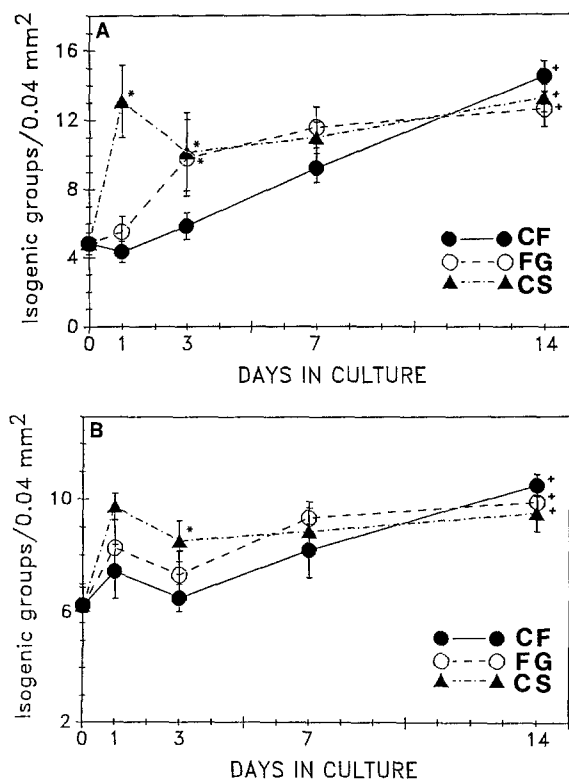 A
Isogenic groups/0.04 mm²
16
12
8
4
0
* * * + + +
CF
FG
CS
0 1 3 7 14
DAYS IN CULTURE
B
Isogenic groups/0.04 mm²
10
6
2
* + + +
CF
FG
CS
0 1 3 7 14
DAYS IN CULTURE